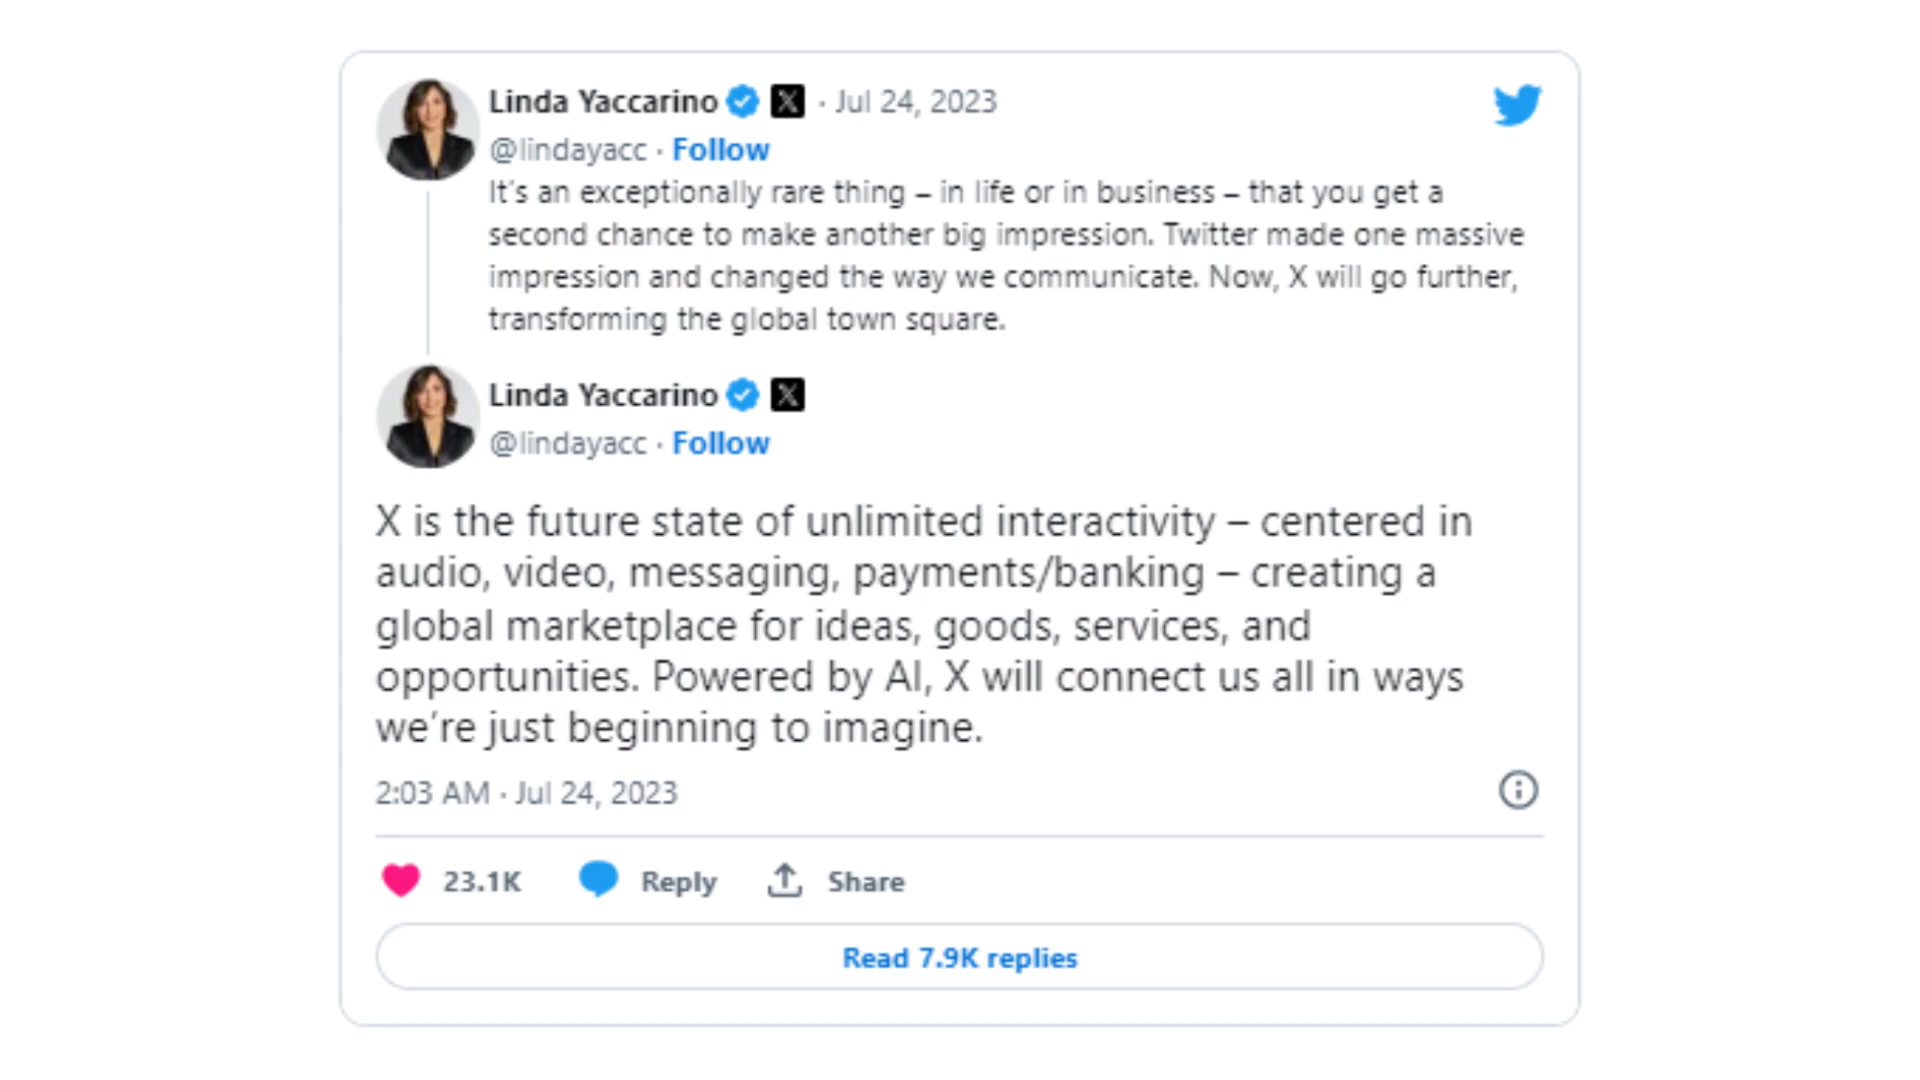 Linda Yaccarino X · Jul 24, 2023
@lindayacc · Follow
It's an exceptionally rare thing – in life or in business – that you get a
second chance to make another big impression. Twitter made one massive
impression and changed the way we communicate. Now, X will go further,
transforming the global town square.
Linda Yaccarino X
@lindayacc · Follow
X is the future state of unlimited interactivity – centered in
audio, video, messaging, payments/banking – creating a
global marketplace for ideas, goods, services, and
opportunities. Powered by AI, X will connect us all in ways
we're just beginning to imagine.
2:03 AM · Jul 24, 2023
23.1K Reply Share
Read 7.9K replies